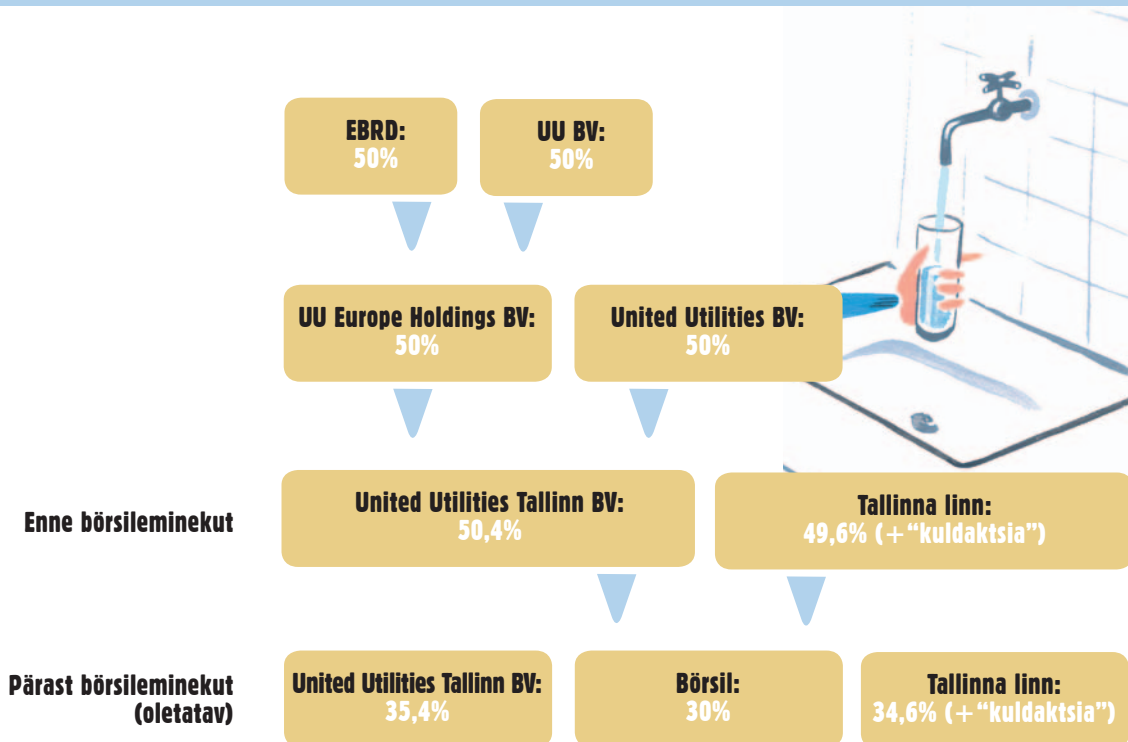 EBRD:
50%
UU BV:
50%
UU Europe Holdings BV:
50%
United Utilities BV:
50%
Enne börsileminekut
United Utilities Tallinn BV:
50,4%
Tallinna linn:
49,6% (+“kuldaktsia”)
Pärast börsileminekut
(oletatav)
United Utilities Tallinn BV:
35,4%
Börsil:
30%
Tallinna linn:
34,6% (+“kuldaktsia”)